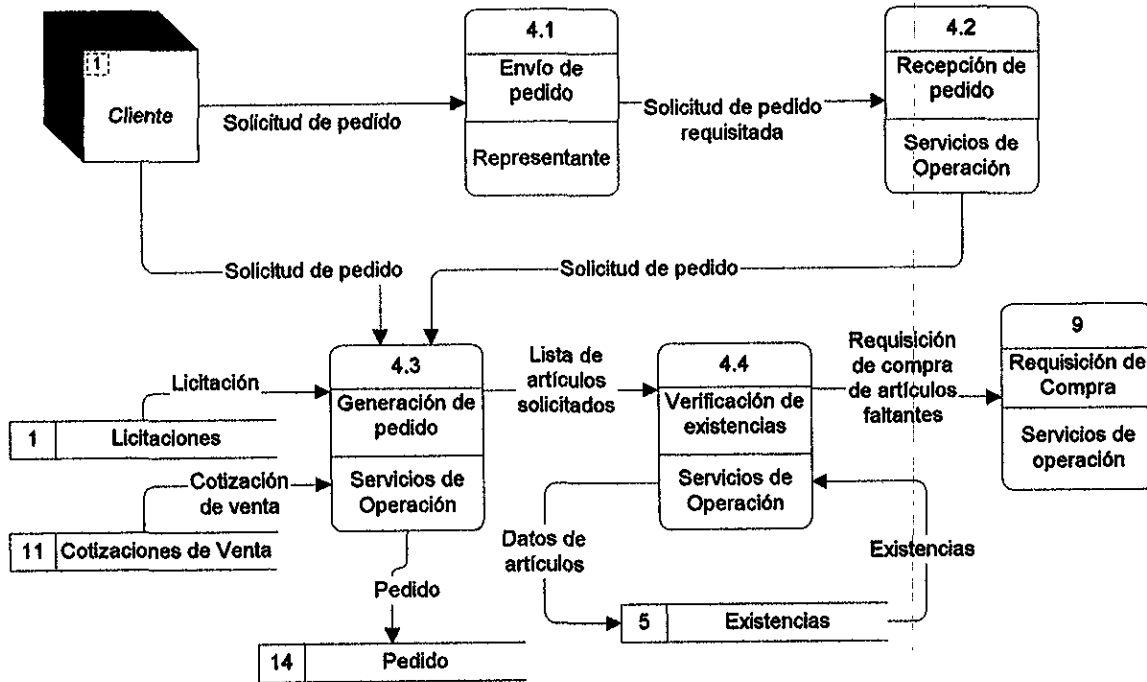 1
Cliente
Solicitud de pedido
4.1
Envío de
pedido
Representante
Solicitud de pedido
requisitada
4.2
Recepción de
pedido
Servicios de
Operación
Solicitud de pedido
Solicitud de pedido
Licitación
1
Licitaciones
Cotización
de venta
11
Cotizaciones de Venta
4.3
Generación de
pedido
Servicios de
Operación
Lista de
artículos
solicitados
4.4
Verificación de
existencias
Servicios de
Operación
Requisición
de compra
de artículos
faltantes
9
Requisición de
Compra
Servicios de
operación
Datos de
artículos
Existencias
5
Existencias
Pedido
14
Pedido